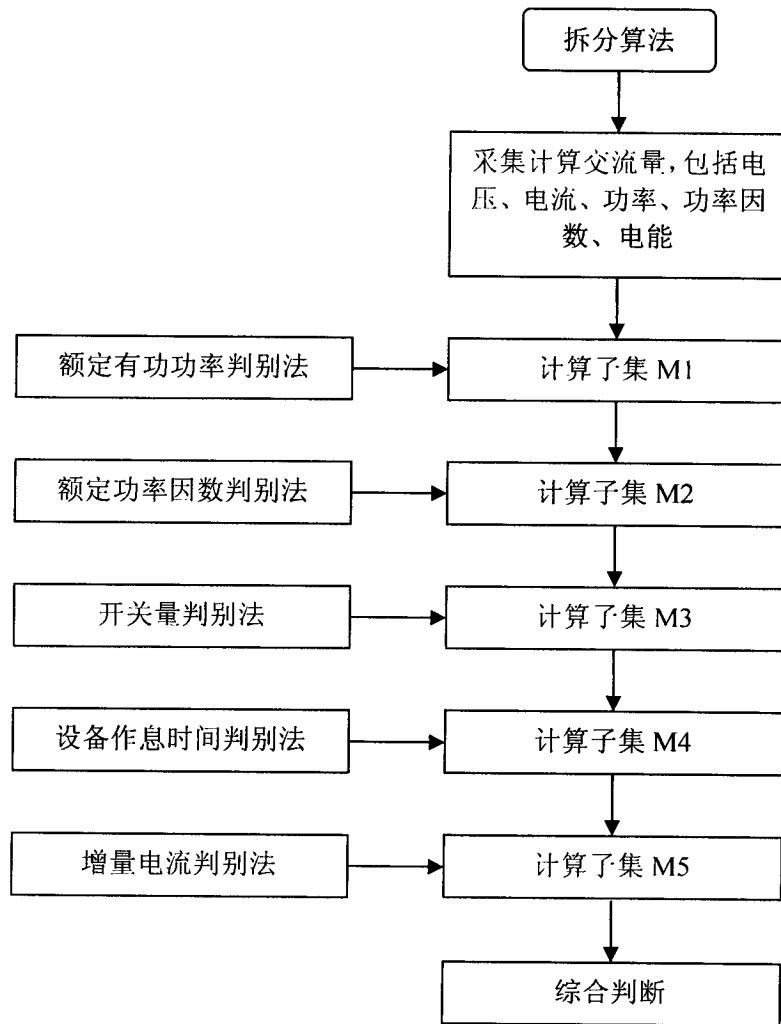 拆分算法
采集计算交流量,包括电
压、电流、功率、功率因
数、电能
额定有功功率判别法
计算子集 M1
额定功率因数判别法
计算子集 M2
开关量判别法
计算子集 M3
设备作息时间判别法
计算子集 M4
增量电流判别法
计算子集 M5
综合判断